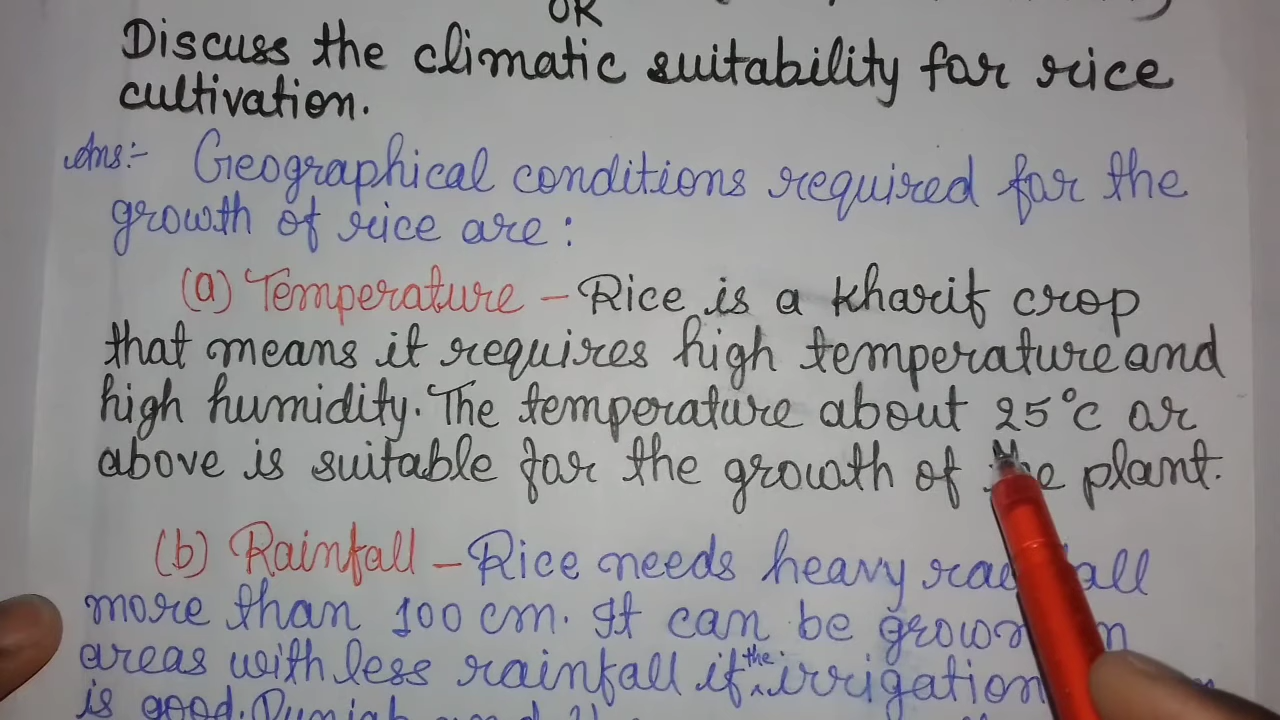 OR
Discuss the climatic suitability for rice
cultivation.
Ans:- Geographical conditions required for the
growth of rice are:
(a) Temperature - Rice is a kharif crop
that means it requires high temperature and
high humidity. The temperature about 25°C or
above is suitable for the growth of the plant.
(b) Rainfall - Rice needs heavy rainfall
more than 100 cm. It can be grown in
areas with less rainfall if the irrigation
is good. Punjab and